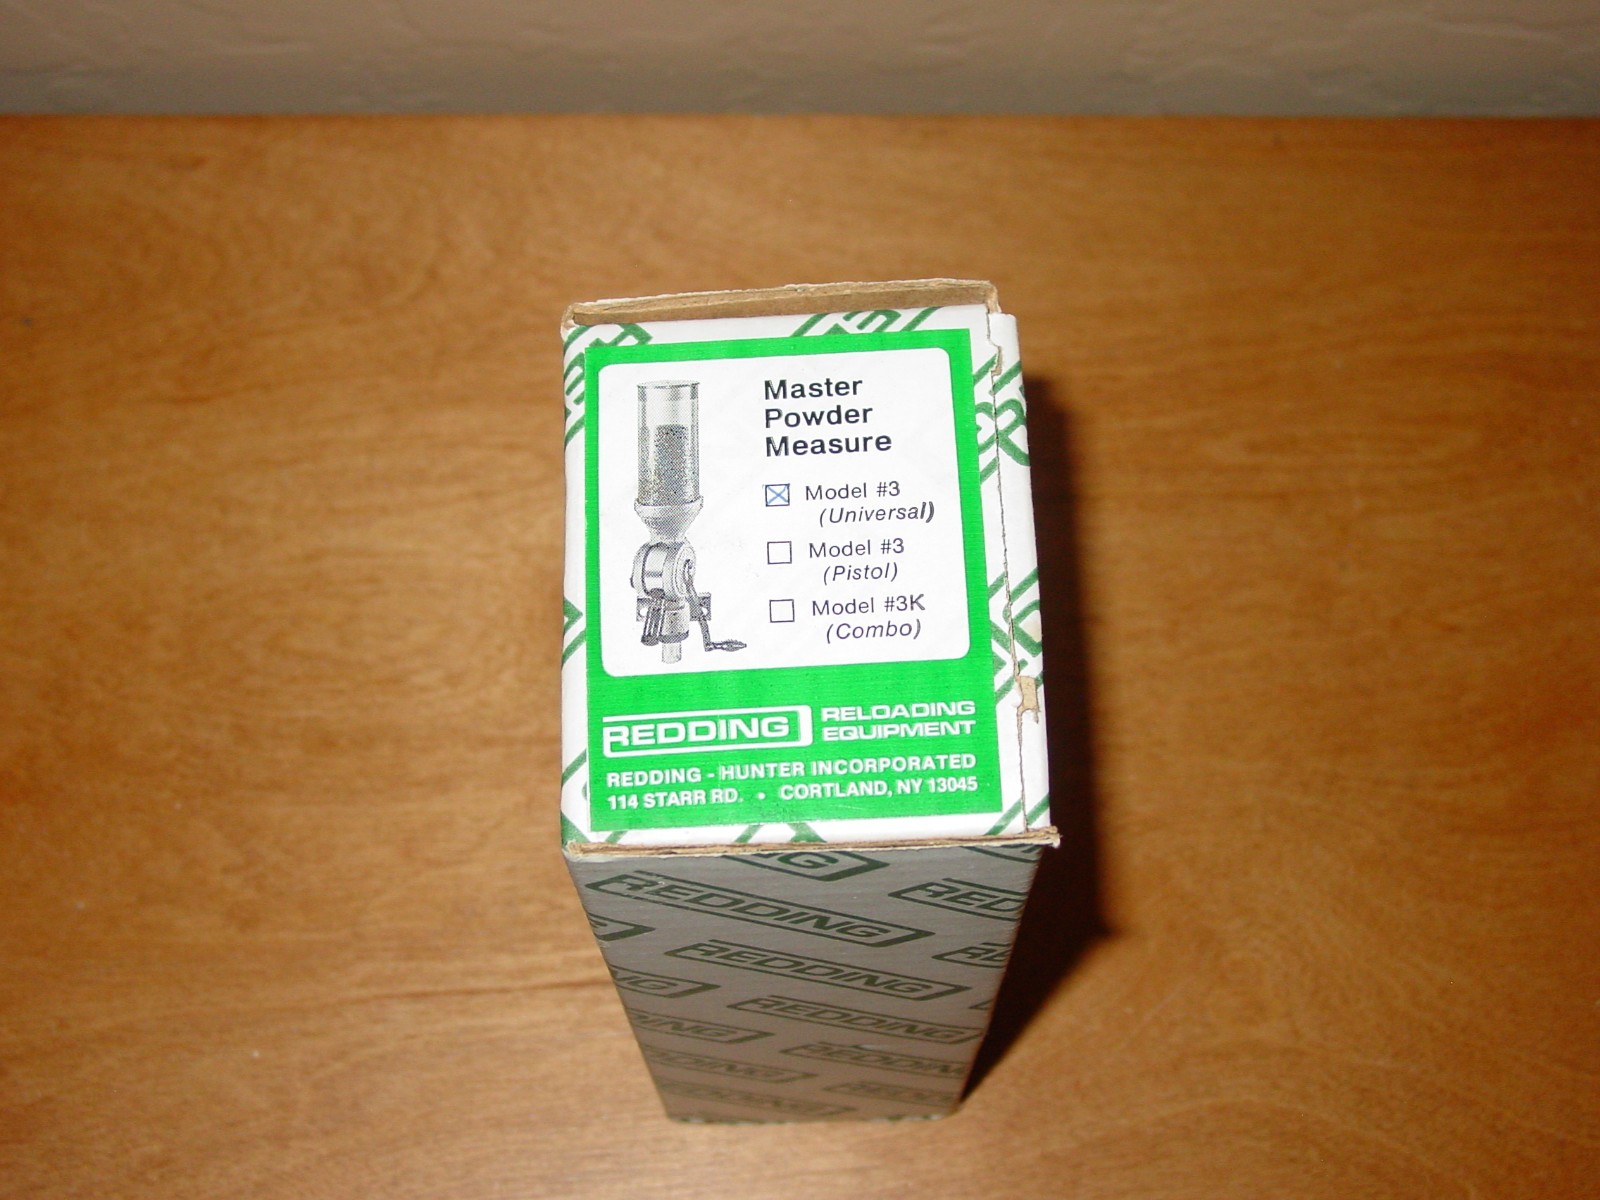 Master
Powder
Measure
Model #3
(Universal)
Model #3
(Pistol)
Model #3K
(Combo)
REDDING
RELOADING
EQUIPMENT
REDDING - HUNTER INCORPORATED
114 STARR RD. • CORTLAND, NY 13045
REDDING
REDDING
REDDING
REDDING